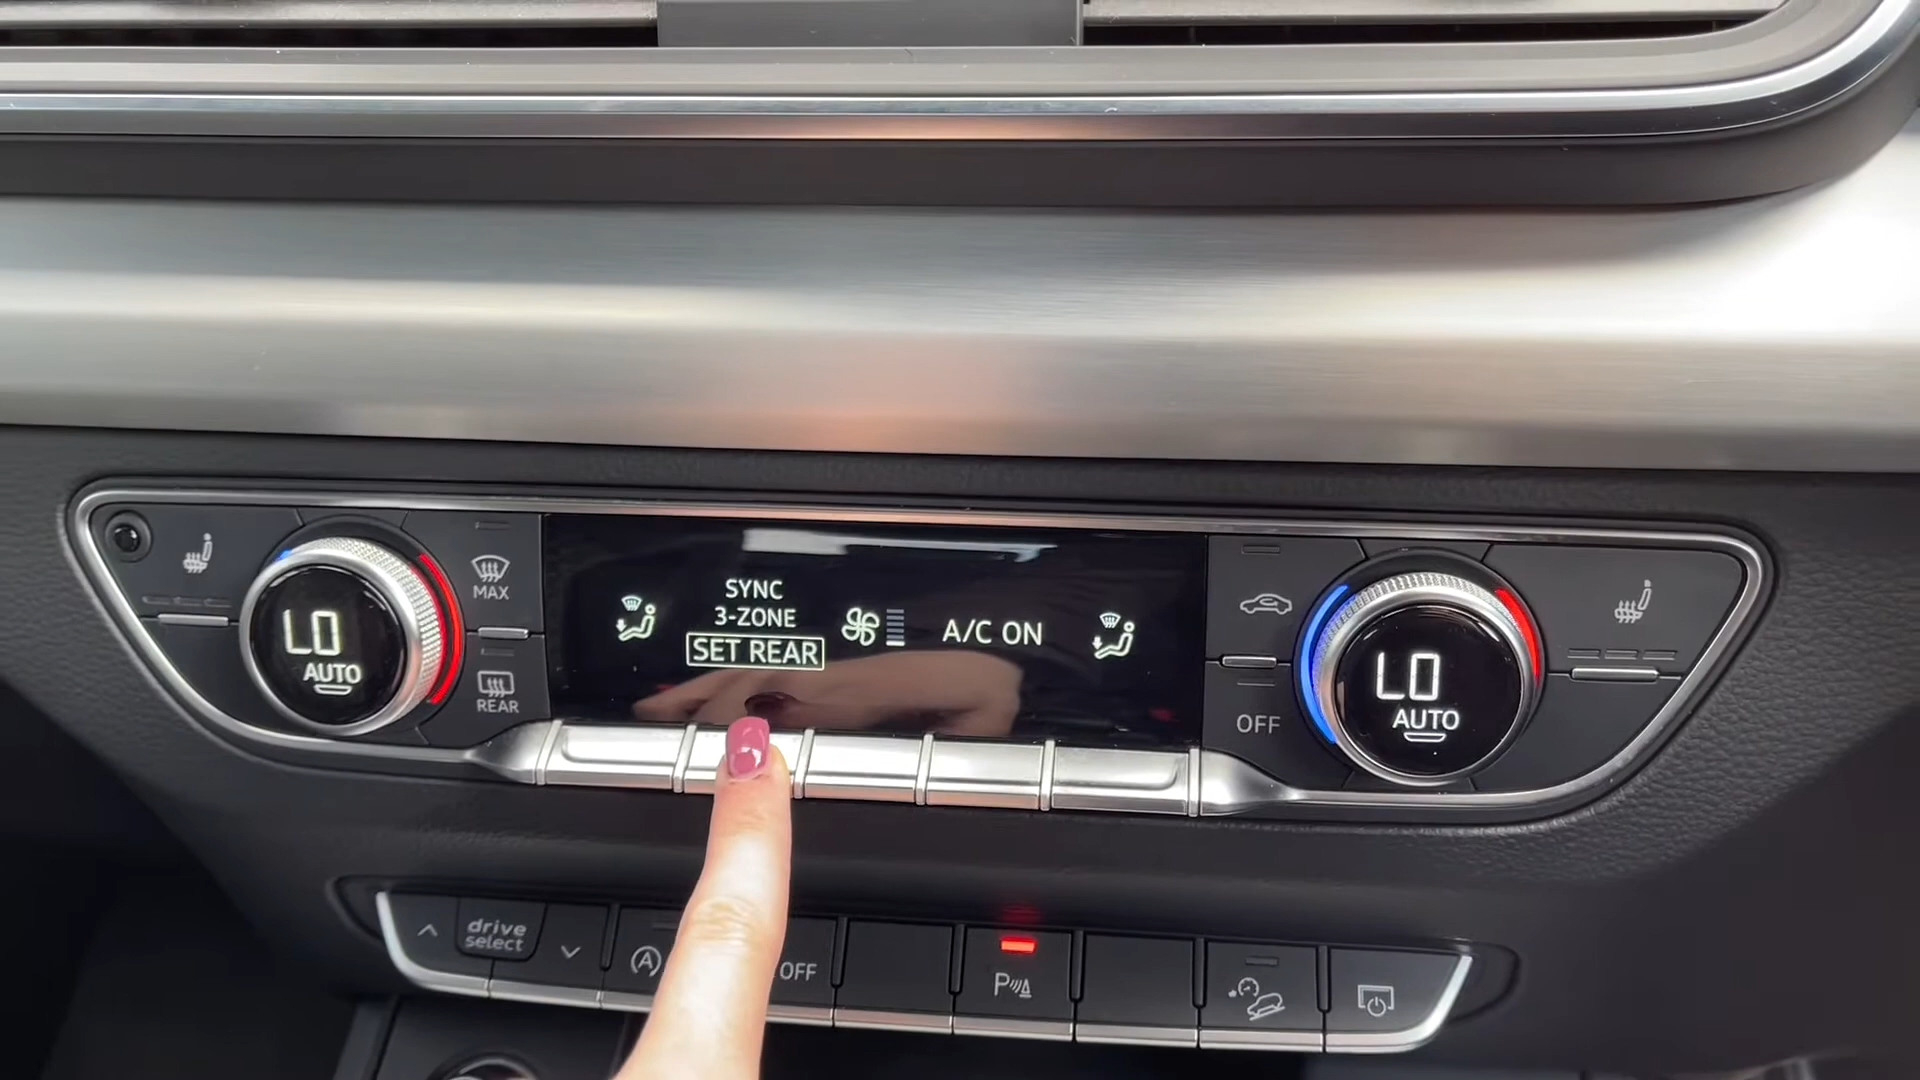 LO
AUTO
MAX
REAR
SYNC
3-ZONE
SET REAR
A/C ON
OFF
LO
AUTO
drive
select
A
OFF
P